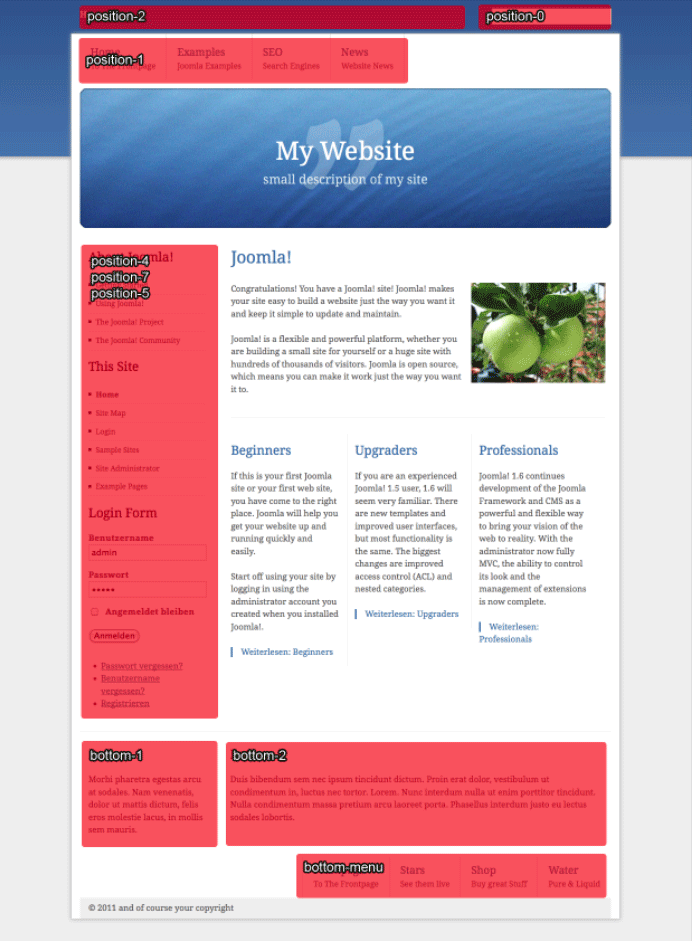 position-2
position-0
Home
Examples
SEO
News
position-1
Frontpage
Joomla Examples
Search Engines
Website News
My Website
small description of my site
position-4
position-7
Using Joomla!
position-5
The Joomla! Project
The Joomla! Community
This Site
Home
Site Map
Login
Sample Sites
Site Administrator
Example Pages
Login Form
Benutzername
admin
Passwort
•••••
Angemeldet bleiben
Anmelden
Passwort vergessen?
Benutzername
vergessen?
Registrieren
Joomla!
Congratulations! You have a Joomla! site! Joomla! makes
your site easy to build a website just the way you want it
and keep it simple to update and maintain.
Joomla! is a flexible and powerful platform, whether you
are building a small site for yourself or a huge site with
hundreds of thousands of visitors. Joomla is open source,
which means you can make it work just the way you want
it to.
Beginners
If this is your first Joomla
site or your first web site,
you have come to the right
place. Joomla will help you
get your website up and
running quickly and
easily.
Start off using your site by
logging in using the
administrator account you
created when you installed
Joomla!.
Weiterlesen: Beginners
Upgraders
If you are an experienced
Joomla! 1.5 user, 1.6 will
seem very familiar. There
are new templates and
improved user interfaces,
but most functionality is
the same. The biggest
changes are improved
access control (ACL) and
nested categories.
Weiterlesen: Upgraders
Professionals
Joomla! 1.6 continues
development of the Joomla
Framework and CMS as a
powerful and flexible way
to bring your vision of the
web to reality. With the
administrator now fully
MVC, the ability to control
its look and the
management of extensions
is now complete.
Weiterlesen:
Professionals
bottom-1
Morbi pharetra egestas arcu
at sodales. Nam venenatis,
dolor ut mattis dictum, felis
eros molestie lacus, in mollis
sem mauris.
bottom-2
Duis bibendum sem nec ipsum tincidunt dictum. Proin erat dolor, vestibulum ut
condimentum in, luctus nec tortor. Lorem. Nunc interdum nulla ut enim porttitor tincidunt.
Nulla condimentum massa pretium arcu laoreet porta. Phasellus interdum justo eu lectus
sodales lobortis.
bottom-menu
Stars
Shop
Water
To The Frontpage
See them live
Buy great Stuff
Pure & Liquid
© 2011 and of course your copyright